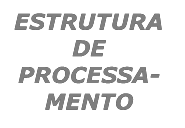 ESTRUTURA
DE
PROCESSA-
MENTO